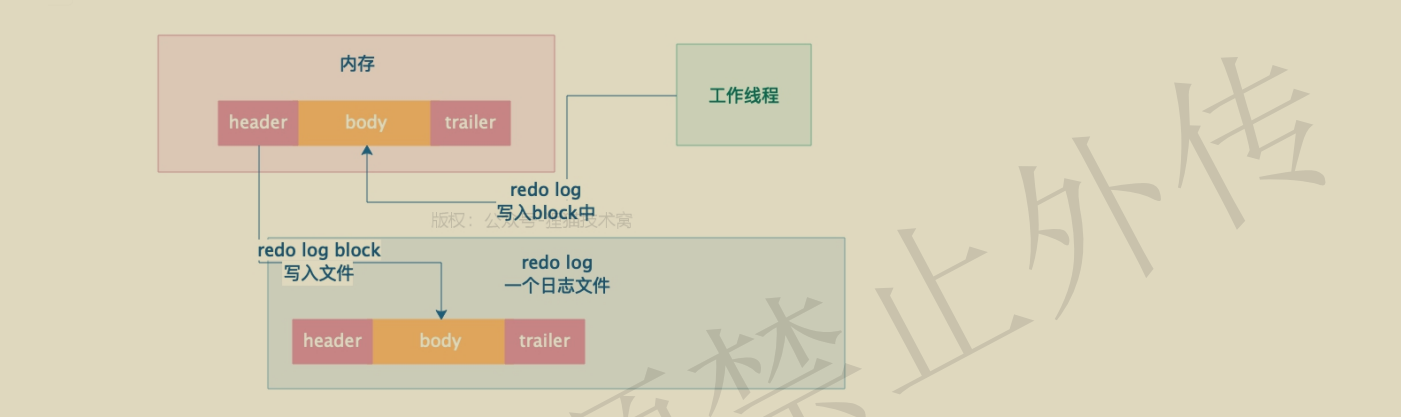 内存
header body trailer
工作线程
redo log
写入block中
版权：公众号-狸猫技术窝
redo log block
写入文件
redo log
一个日志文件
header body trailer
禁止外传